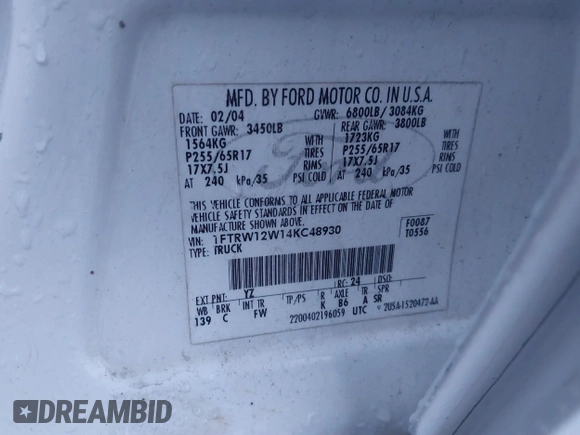 MFD. BY FORD MOTOR CO. IN U.S.A.
DATE: 02/04 GVWR: 6800LB/ 3084KG
FRONT GAWR: 3450LB REAR GAWR: 3800LB
1564KG WITH 1723KG WITH
P255/65R17 TIRES P255/65R17 TIRES
17X7.5J RIMS 17X7.5J RIMS
AT 240 kPa/35 PSI COLD AT 240 kPa/35 PSI COLD
THIS VEHICLE CONFORMS TO ALL APPLICABLE FEDERAL MOTOR
VEHICLE SAFETY STANDARDS IN EFFECT ON THE DATE OF
MANUFACTURE SHOWN ABOVE.
VIN: 1FTRW12W14KC48930 F0087
TYPE: TRUCK T0556
EXT PNT: YZ RC: 24 DSO:
WB BRK INT TR TP/PS R AXLE TR SPR
139 C FW K B6 A SR
2200402196059 UTC V 2U5A-1520472-AA
Ford
DREAMBID